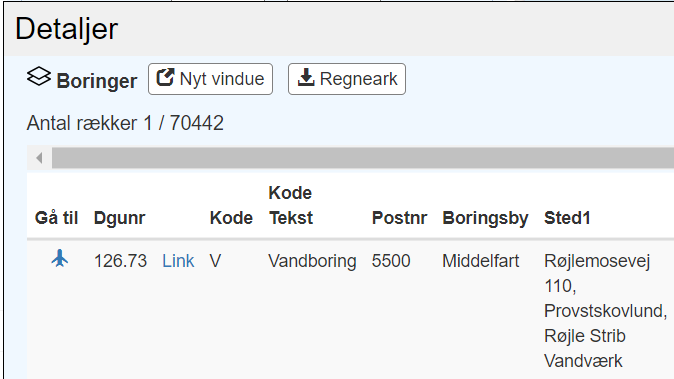 Detaljer
Boringer Nyt vindue Regneark
Antal rækker 1 / 70442
Gå til Dgunr Kode Kode Tekst Postnr Boringsby Sted1
126.73 Link V Vandboring 5500 Middelfart Røjlemosevej
110,
Provstskovlund,
Røjle Strib
Vandværk